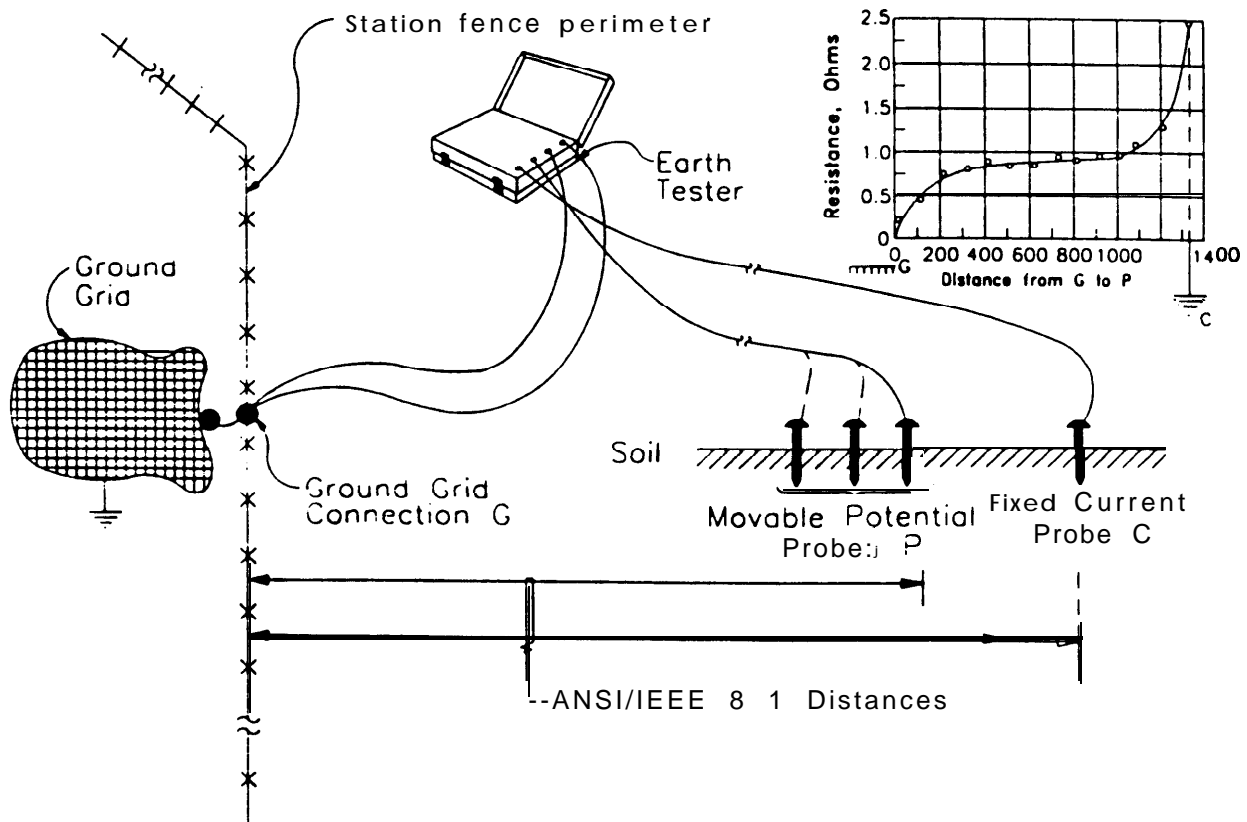 Station fence perimeter
Earth
Tester
Ground
Grid
Ground Grid
Connection G
Soil
Movable Potential
Probe:j P
Fixed Current
Probe C
--ANSI/IEEE 8 1 Distances
Resistance, Ohms
2.5
2.0
1.5
1.0
0.5
0
0 200 400 600 800 1000 1400
G
Distance from G to P
C